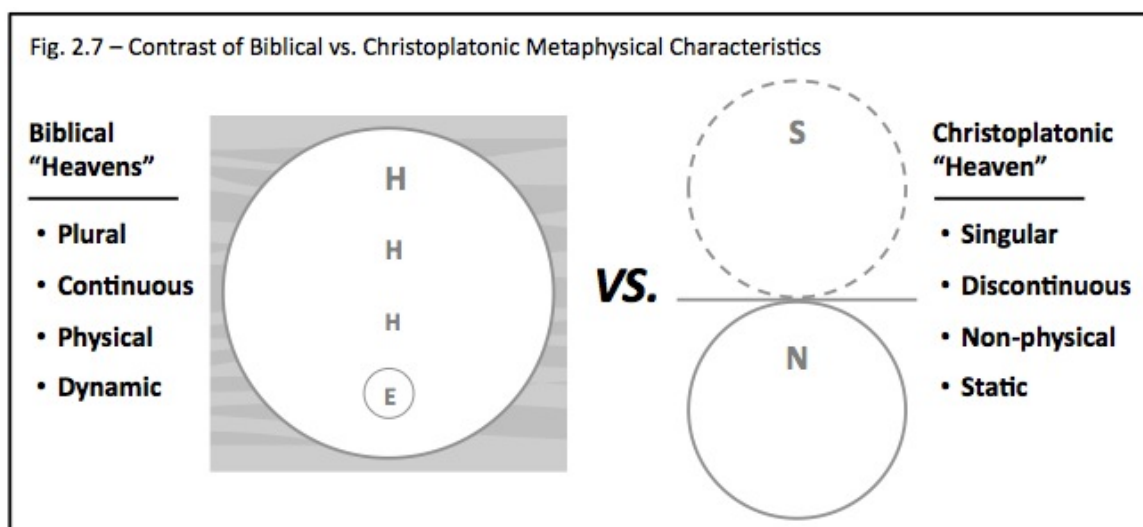 Fig. 2.7 – Contrast of Biblical vs. Christoplatonic Metaphysical Characteristics
Biblical
“Heavens”
• Plural
• Continuous
• Physical
• Dynamic
H
H
H
E
VS.
S
N
Christoplatonic
“Heaven”
• Singular
• Discontinuous
• Non-physical
• Static